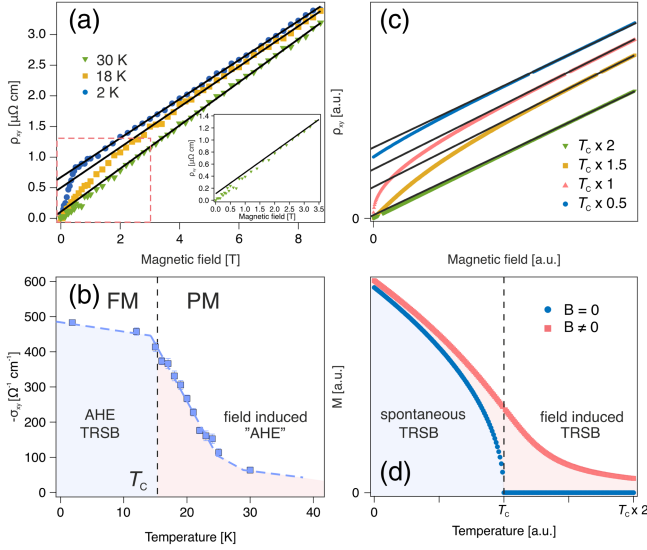 (a)
30 K
18 K
2 K
ρxy [μΩ cm]
3.5
3.0
2.5
2.0
1.5
1.0
0.5
0.0
0
2
4
6
8
Magnetic field [T]
ρxy [μΩ cm]
1.4
1.2
1.0
0.8
0.6
0.4
0.2
0.0
0.0 0.5 1.0 1.5 2.0 2.5 3.0 3.5
Magnetic field [T]
(c)
ρxy [a.u.]
0
TC x 2
TC x 1.5
TC x 1
TC x 0.5
0
Magnetic field [a.u.]
(b)
FM
PM
-σxy [Ω-1 cm-1]
600
500
400
300
200
100
0
AHE
TRSB
field induced
"AHE"
TC
0
10
20
30
40
Temperature [K]
B = 0
B ≠ 0
M [a.u.]
0
spontaneous
TRSB
field induced
TRSB
(d)
0
TC
TC x 2
Temperature [a.u.]